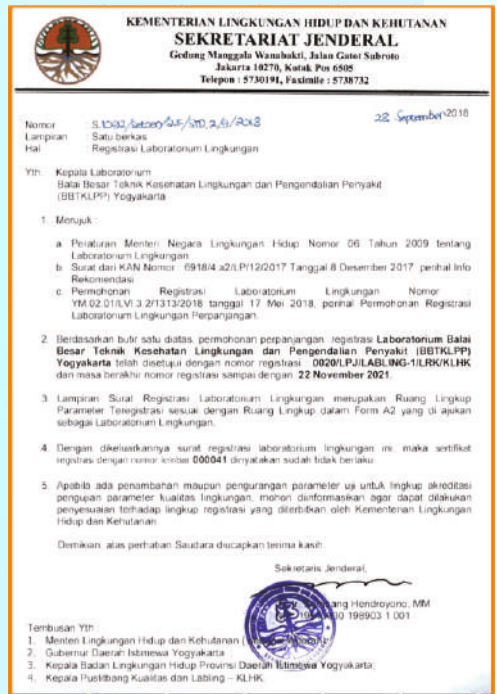 KEMENTERIAN LINGKUNGAN HIDUP DAN KEHUTANAN
SEKRETARIAT JENDERAL
Gedung Manggala Wanabakti, Jalan Gatot Subroto
Jakarta 10270, Kotak Pos 6505
Telepon : 5730191, Faximile : 5738732
28 September 2018
Nomor :
Lampiran : Satu berkas
Hal : Registrasi Laboratorium Lingkungan
Yth. Kepala Laboratorium
Balai Besar Teknik Kesehatan Lingkungan dan Pengendalian Penyakit
(BBTKLPP) Yogyakarta
1. Merujuk :
a. Peraturan Menteri Negara Lingkungan Hidup Nomor 06 Tahun 2009 tentang
Laboratorium Lingkungan.
b. Surat dari KAN Nomor : 6918/4.a2/LP/12/2017 Tanggal 8 Desember 2017 perihal Info
Rekomendasi
c. Permohonan Registrasi Laboratorium Lingkungan Nomor :
YM.02.01/LVI.3.2/1313/2018 tanggal 17 Mei 2018, perihal Permohonan Registrasi
Laboratorium Lingkungan Perpanjangan.
2. Berdasarkan butir satu diatas, permohonan perpanjangan registrasi Laboratorium Balai
Besar Teknik Kesehatan Lingkungan dan Pengendalian Penyakit (BBTKLPP)
Yogyakarta telah disetujui dengan nomor registrasi 0020/LPJ/LABLING-1/LRK/KLHK
dan masa berakhir nomor registrasi sampai dengan 22 November 2021.
3. Lampiran Surat Registrasi Laboratorium Lingkungan merupakan Ruang Lingkup
Parameter Teregistrasi sesuai dengan Ruang Lingkup dalam Form A2 yang di ajukan
sebagai Laboratorium Lingkungan.
4. Dengan dikeluarkannya surat registrasi laboratorium lingkungan ini, maka sertifikat
registrasi dengan nomor lembar 000041 dinyatakan sudah tidak berlaku.
5. Apabila ada penambahan maupun pengurangan parameter uji untuk lingkup akreditasi
pengujian parameter kualitas lingkungan, mohon diinformasikan agar dapat dilakukan
penyesuaian terhadap lingkup registrasi yang diterbitkan oleh Kementerian Lingkungan
Hidup dan Kehutanan.
Demikian, atas perhatian Saudara diucapkan terima kasih.
Sekretaris Jenderal,
Hendroyono, MM
198903 1 001
Tembusan Yth :
1. Menteri Lingkungan Hidup dan Kehutanan
2. Gubernur Daerah Istimewa Yogyakarta
3. Kepala Badan Lingkungan Hidup Provinsi Daerah Istimewa Yogyakarta;
4. Kepala Puslitbang Kualitas dan Labling – KLHK.